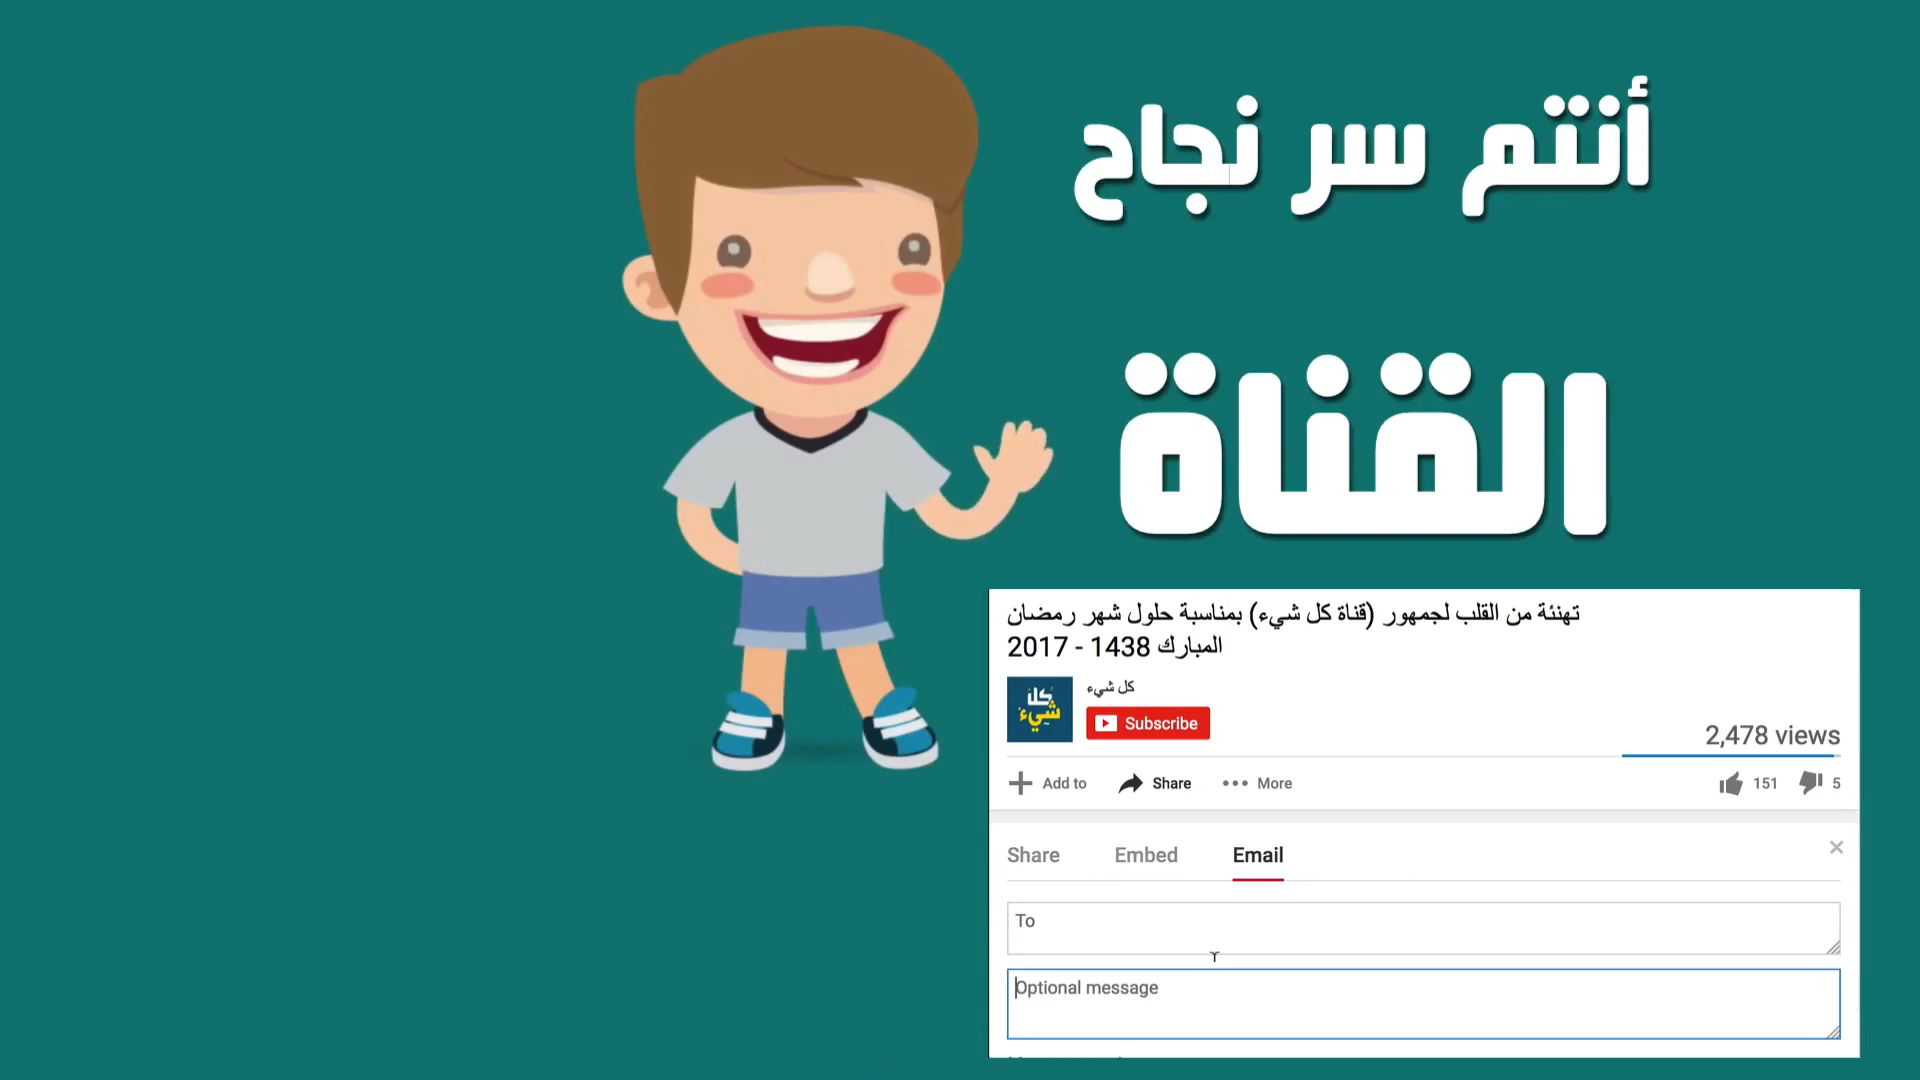 أنتم سر نجاح
القناة
تهنئة من القلب لجمهور (قناة كل شيء) بمناسبة حلول شهر رمضان
المبارك 1438 - 2017
كل شيء
كل شيء
Subscribe
2,478 views
Add to
Share
More
151
5
Share
Embed
Email
To
Optional message